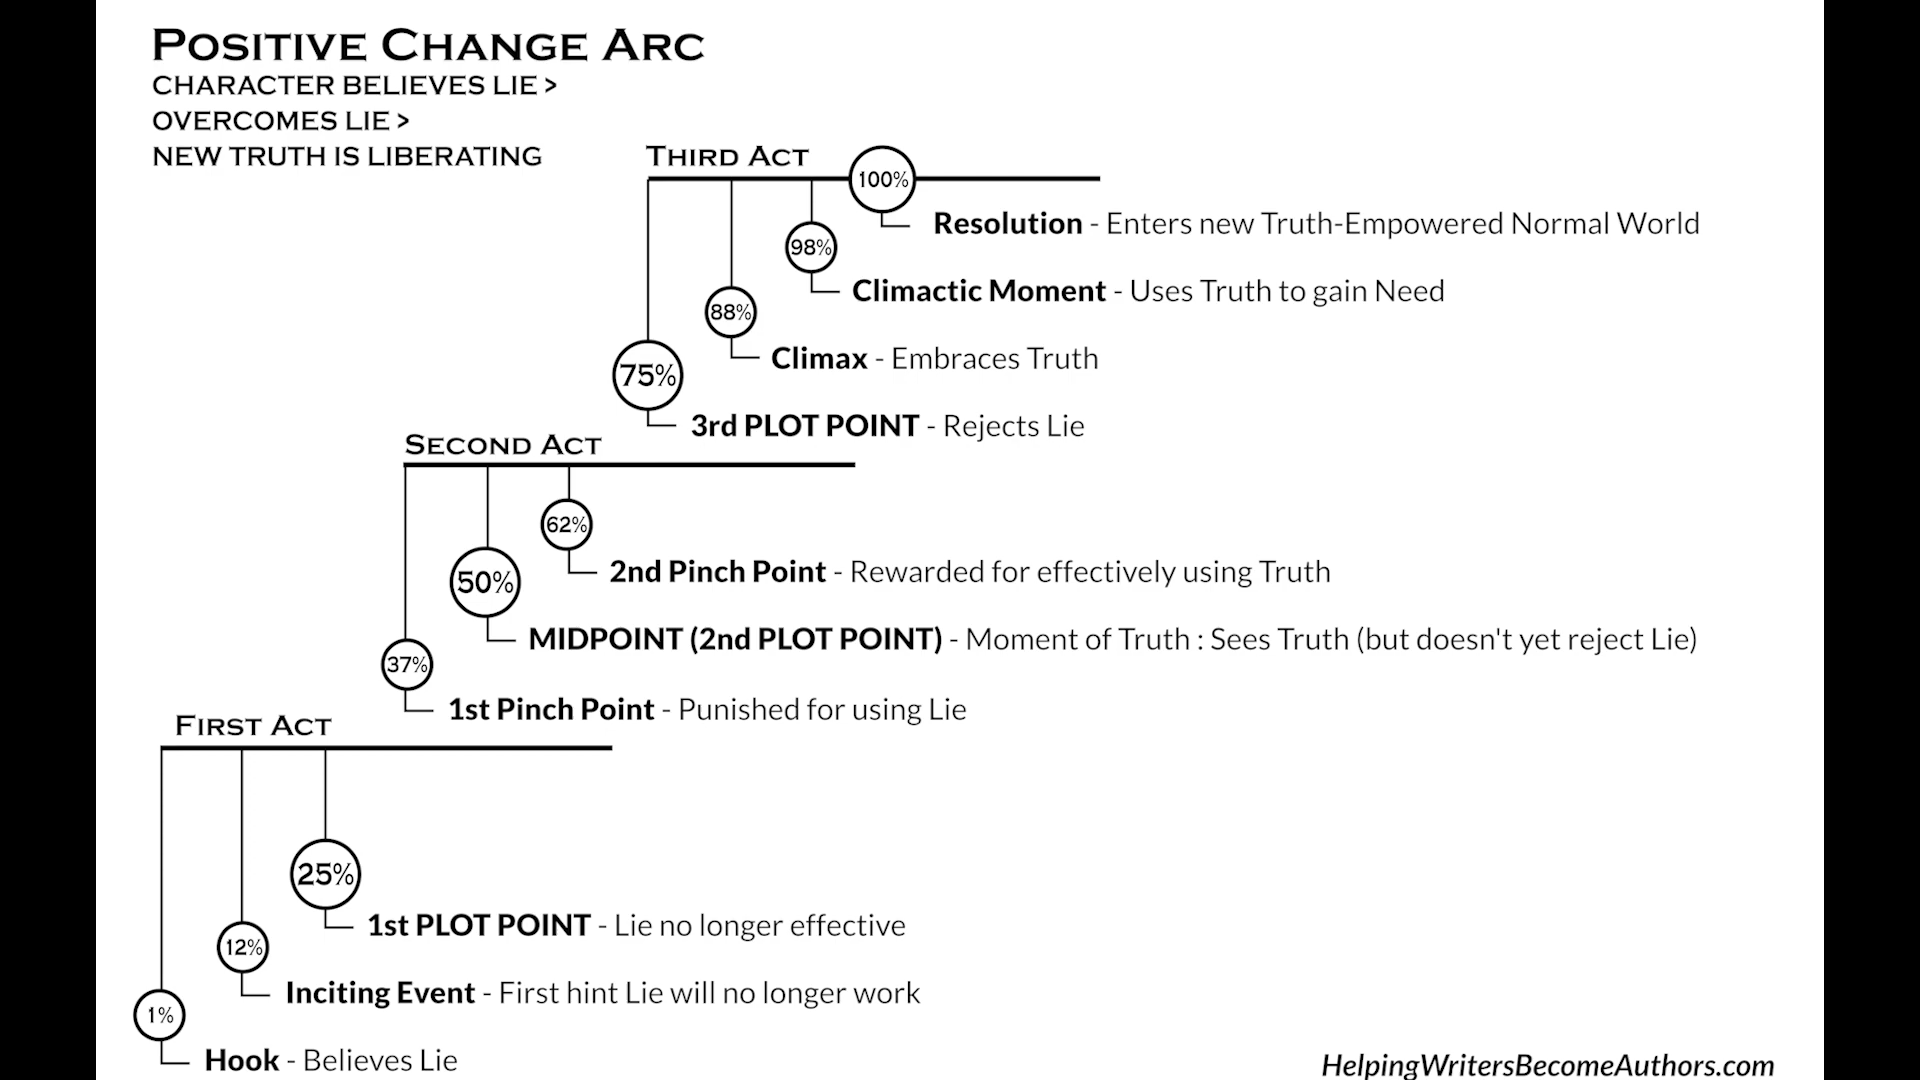 POSITIVE CHANGE ARC
CHARACTER BELIEVES LIE >
OVERCOMES LIE >
NEW TRUTH IS LIBERATING
THIRD ACT
100%
Resolution - Enters new Truth-Empowered Normal World
98%
Climactic Moment - Uses Truth to gain Need
88%
Climax - Embraces Truth
75%
3rd PLOT POINT - Rejects Lie
SECOND ACT
62%
2nd Pinch Point - Rewarded for effectively using Truth
50%
MIDPOINT (2nd PLOT POINT) - Moment of Truth : Sees Truth (but doesn't yet reject Lie)
37%
1st Pinch Point - Punished for using Lie
FIRST ACT
25%
1st PLOT POINT - Lie no longer effective
12%
Inciting Event - First hint Lie will no longer work
1%
Hook - Believes Lie
HelpingWritersBecomeAuthors.com